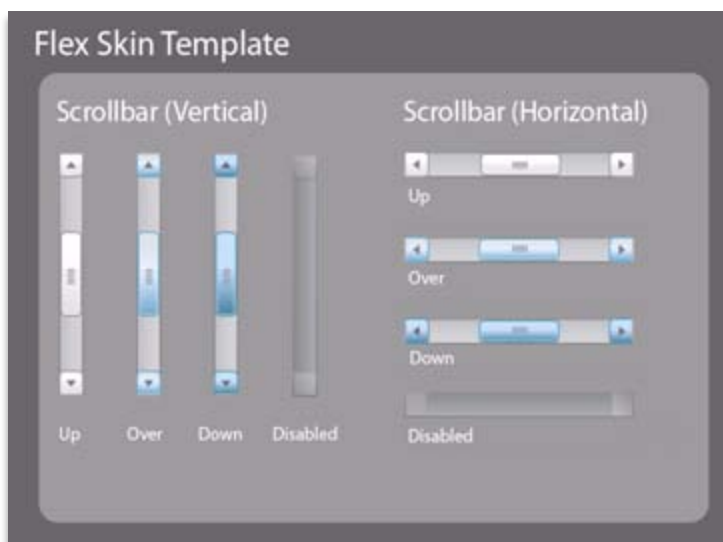 Flex Skin Template
Scrollbar (Vertical)
Up Over Down Disabled
Scrollbar (Horizontal)
Up
Over
Down
Disabled